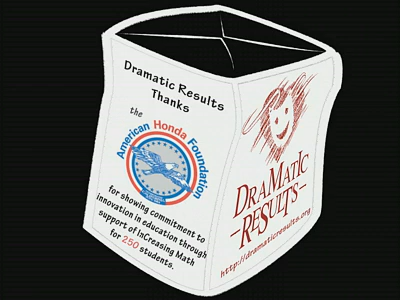 Dramatic Results
Thanks
the
American Honda Foundation
for showing commitment to
innovation in education through
support of InCreasing Math
for 250 students.
DRAMATIC
-RESULTS-
http://dramaticresults.org